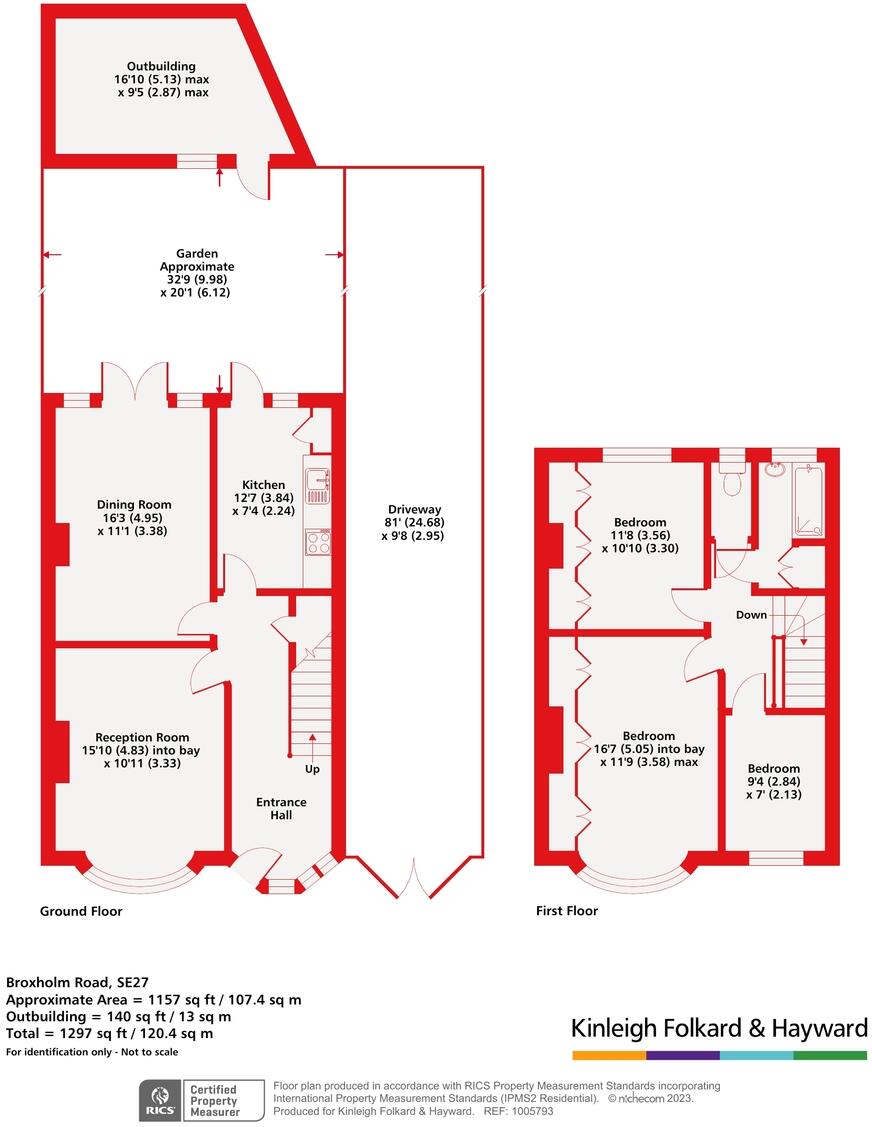 Outbuilding
16'10 (5.13) max
x 9'5 (2.87) max
Garden
Approximate
32'9 (9.98)
x 20'1 (6.12)
Dining Room
16'3 (4.95)
x 11'1 (3.38)
Kitchen
12'7 (3.84)
x 7'4 (2.24)
Driveway
81' (24.68)
x 9'8 (2.95)
Reception Room
15'10 (4.83) into bay
x 10'11 (3.33)
Up
Entrance
Hall
Ground Floor
Bedroom
11'8 (3.56)
x 10'10 (3.30)
Down
Bedroom
16'7 (5.05) into bay
x 11'9 (3.58) max
Bedroom
9'4 (2.84)
x 7' (2.13)
First Floor
Broxholm Road, SE27
Approximate Area = 1157 sq ft / 107.4 sq m
Outbuilding = 140 sq ft / 13 sq m
Total = 1297 sq ft / 120.4 sq m
For identification only - Not to scale
Kinleigh Folkard & Hayward
RICS
Certified
Property
Measurer
Floor plan produced in accordance with RICS Property Measurement Standards incorporating
International Property Measurement Standards (IPMS2 Residential). © nichecom 2023.
Produced for Kinleigh Folkard & Hayward. REF: 1005793